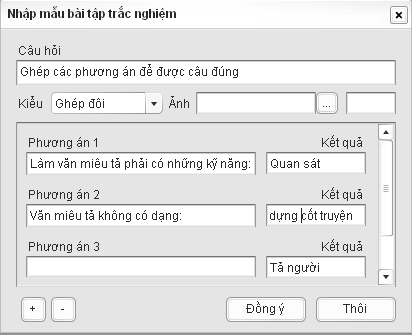 Nhập mẫu bài tập trắc nghiệm
Câu hỏi
Ghép các phương án để được câu đúng
Kiểu Ghép đôi Ảnh ...
Phương án 1 Kết quả
Làm văn miêu tả phải có những kỹ năng: Quan sát
Phương án 2 Kết quả
Văn miêu tả không có dạng: dựng cốt truyện
Phương án 3 Kết quả
Tả người
+ - Đồng ý Thôi